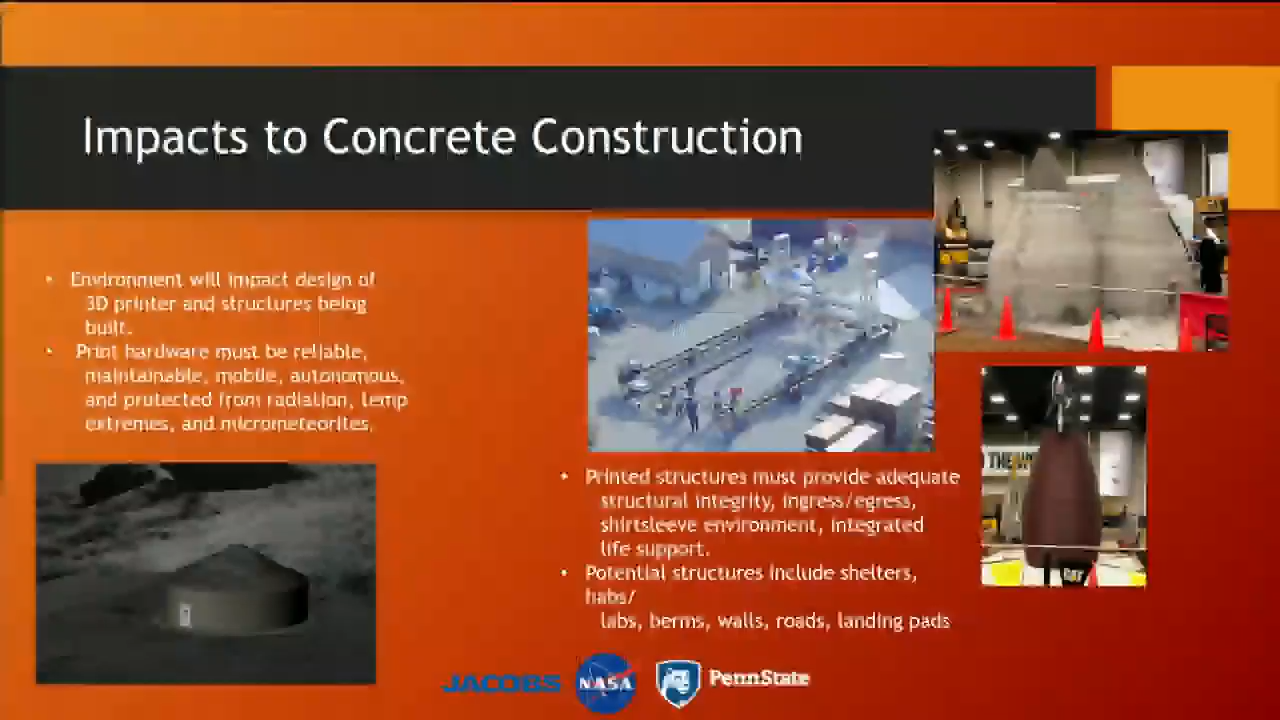 Impacts to Concrete Construction
• Environment will impact design of
3D printer and structures being
built.
• Print hardware must be reliable,
maintainable, mobile, autonomous,
and protected from radiation, temp
extremes, and micrometeorites.
• Printed structures must provide adequate
structural integrity, ingress/egress,
shirtsleeve environment, integrated
life support.
• Potential structures include shelters,
habs/
labs, berms, walls, roads, landing pads
THE
CAT
JACOBS
NASA
PennState